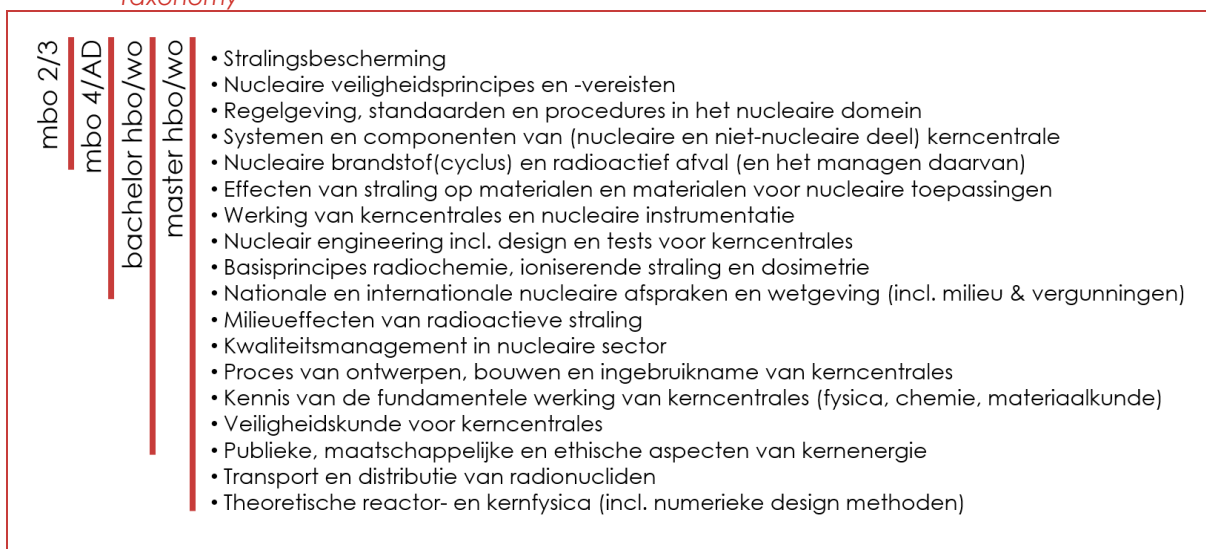 Taxonomy
mbo 2/3
mbo 4/AD
bachelor hbo/wo
master hbo/wo
• Stralingsbescherming
• Nucleaire veiligheidsprincipes en -vereisten
• Regelgeving, standaarden en procedures in het nucleaire domein
• Systemen en componenten van (nucleaire en niet-nucleaire deel) kerncentrale
• Nucleaire brandstof(cyclus) en radioactief afval (en het managen daarvan)
• Effecten van straling op materialen en materialen voor nucleaire toepassingen
• Werking van kerncentrales en nucleaire instrumentatie
• Nucleair engineering incl. design en tests voor kerncentrales
• Basisprincipes radiochemie, ioniserende straling en dosimetrie
• Nationale en internationale nucleaire afspraken en wetgeving (incl. milieu & vergunningen)
• Milieueffecten van radioactieve straling
• Kwaliteitsmanagement in nucleaire sector
• Proces van ontwerpen, bouwen en ingebruikname van kerncentrales
• Kennis van de fundamentele werking van kerncentrales (fysica, chemie, materiaalkunde)
• Veiligheidskunde voor kerncentrales
• Publieke, maatschappelijke en ethische aspecten van kernenergie
• Transport en distributie van radionucliden
• Theoretische reactor- en kernfysica (incl. numerieke design methoden)